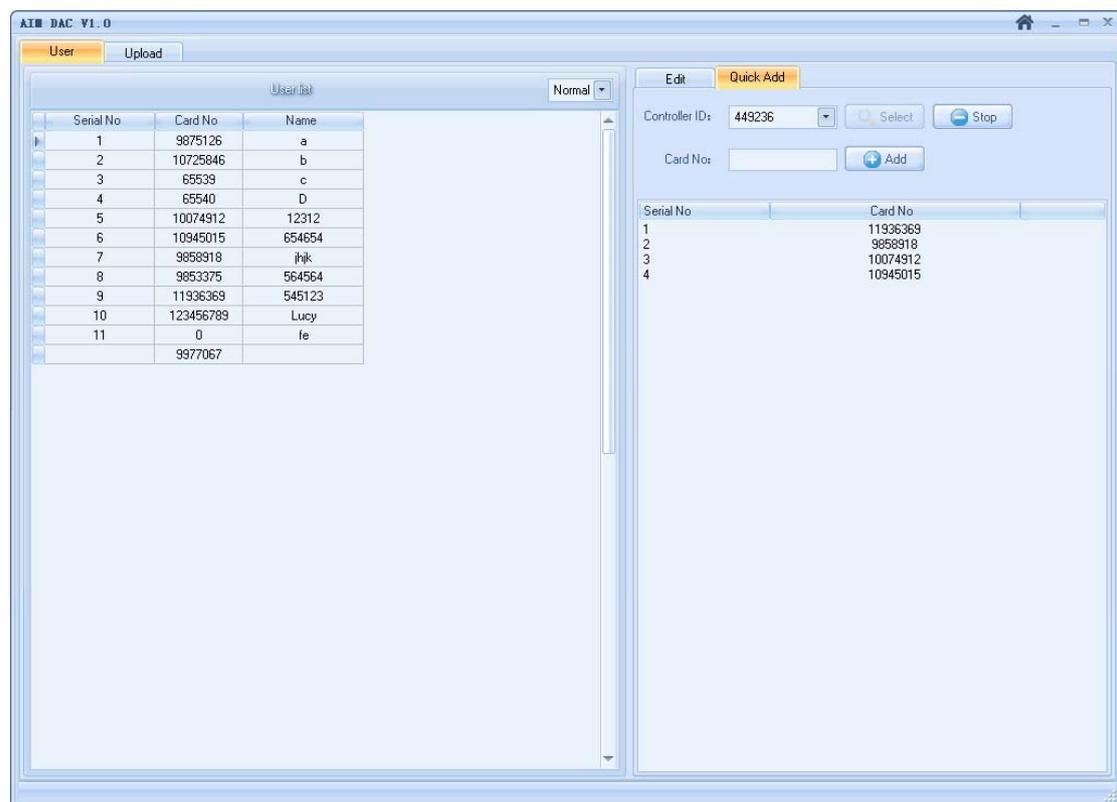 AIM DAC V1.0
User Upload
User list Normal
Serial No Card No Name
1 9875126 a
2 10725846 b
3 65539 c
4 65540 D
5 10074912 12312
6 10945015 654654
7 9858918 jhjk
8 9853375 564564
9 11936369 545123
10 123456789 Lucy
11 0 fe
9977067
Edit Quick Add
Controller ID: 449236 Select Stop
Card No: Add
Serial No Card No
1 11936369
2 9858918
3 10074912
4 10945015